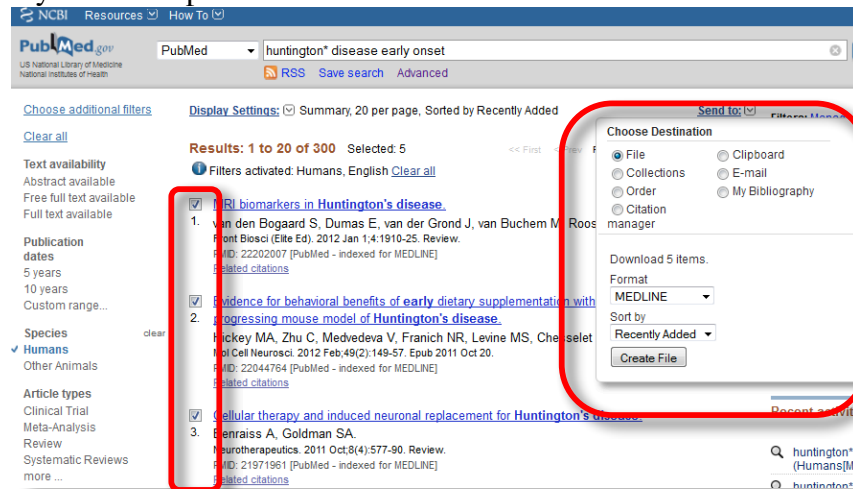 NCBI Resources How To
PubMed.gov
US National Library of Medicine
National Institutes of Health
PubMed
huntington* disease early onset
RSS Save search Advanced
Choose additional filters
Clear all
Text availability
Abstract available
Free full text available
Full text available
Publication
dates
5 years
10 years
Custom range...
Species clear
Humans
Other Animals
Article types
Clinical Trial
Meta-Analysis
Review
Systematic Reviews
more ...
Display Settings: Summary, 20 per page, Sorted by Recently Added
Send to:
Results: 1 to 20 of 300 Selected: 5
<< First < Prev
Filters activated: Humans, English Clear all
MRI biomarkers in Huntington's disease.
1. van den Bogaard S, Dumas E, van der Grond J, van Buchem M, Roos
Front Biosci (Elite Ed). 2012 Jan 1;4:1910-25. Review.
PMID: 22202007 [PubMed - indexed for MEDLINE]
Related citations
Evidence for behavioral benefits of early dietary supplementation with
2. progressing mouse model of Huntington's disease.
Hickey MA, Zhu C, Medvedeva V, Franich NR, Levine MS, Chesselet
Mol Cell Neurosci. 2012 Feb;49(2):149-57. Epub 2011 Oct 20.
PMID: 22044764 [PubMed - indexed for MEDLINE]
Related citations
Cellular therapy and induced neuronal replacement for Huntington's disease.
3. Benraiss A, Goldman SA.
Neurotherapeutics. 2011 Oct;8(4):577-90. Review.
PMID: 21971961 [PubMed - indexed for MEDLINE]
Related citations
Choose Destination
File Clipboard
Collections E-mail
Order My Bibliography
Citation
manager
Download 5 items.
Format
MEDLINE
Sort by
Recently Added
Create File
Recent activit
huntington*
(Humans[M
huntington*